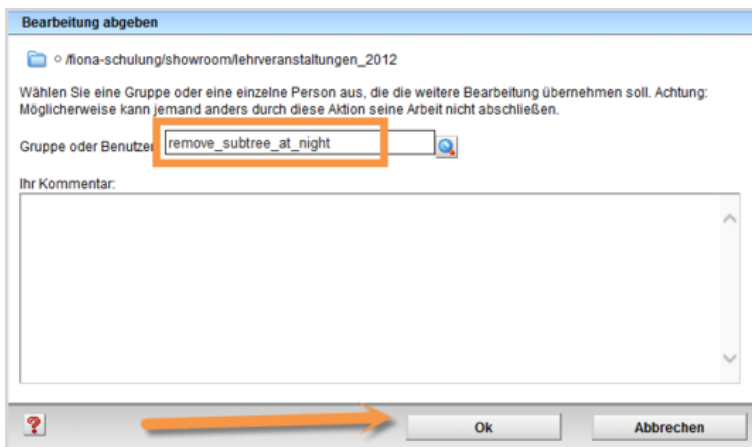 Bearbeitung abgeben
/fiona-schulung/showroom/lehrveranstaltungen_2012
Wählen Sie eine Gruppe oder eine einzelne Person aus, die die weitere Bearbeitung übernehmen soll. Achtung:
Möglicherweise kann jemand anders durch diese Aktion seine Arbeit nicht abschließen.
Gruppe oder Benutzer remove_subtree_at_night
Ihr Kommentar:
? Ok Abbrechen